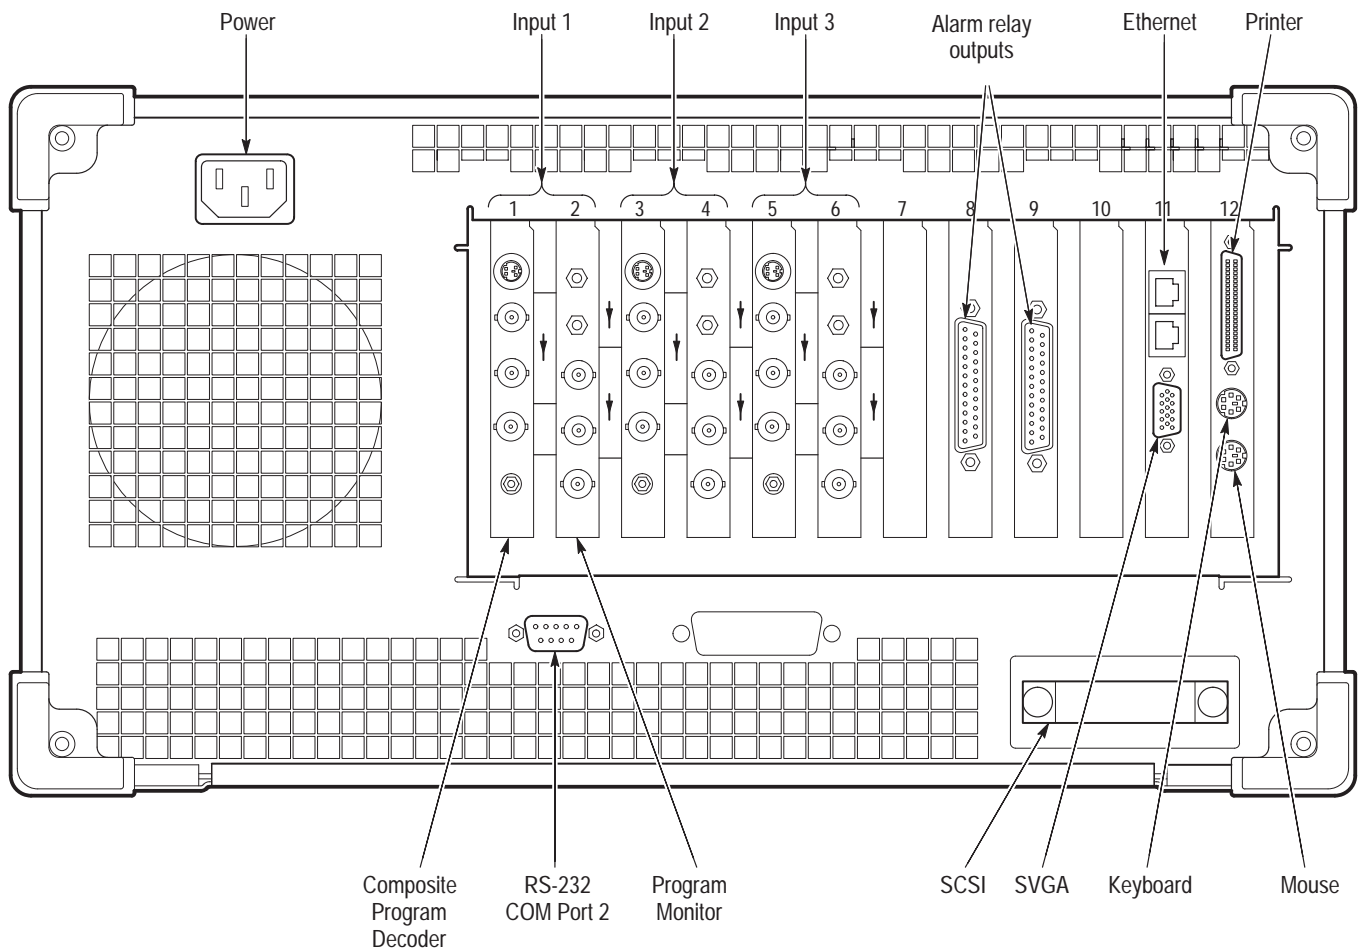 Power
Input 1
Input 2
Input 3
Alarm relay
outputs
Ethernet
Printer
1 2 3 4 5 6 7 8 9 10 11 12
Composite
Program
Decoder
RS-232
COM Port 2
Program
Monitor
SCSI
SVGA
Keyboard
Mouse